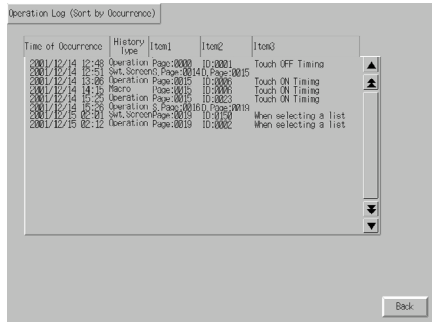 Operation Log (Sort by Occurrence)
Time of Occurrence History Type Item1 Item2 Item3
2001/12/14 12:48 Operation Page:0000 ID:0001 Touch OFF Timing
2001/12/14 12:51 Swt.Screen S.Page:0014 D.Page:0015
2001/12/14 13:06 Operation Page:0015 ID:0006 Touch ON Timimg
2001/12/14 14:15 Macro Page:0015 ID:0006 Touch ON Timimg
2001/12/14 15:25 Operation Page:0015 ID:0023 Touch ON Timimg
2001/12/14 15:26 Operation S.Page:0016 D.Page:0019
2001/12/15 02:01 Swt.Screen Page:0019 ID:0150 When selecting a list
2001/12/15 02:12 Operation Page:0019 ID:0002 When selecting a list
Back